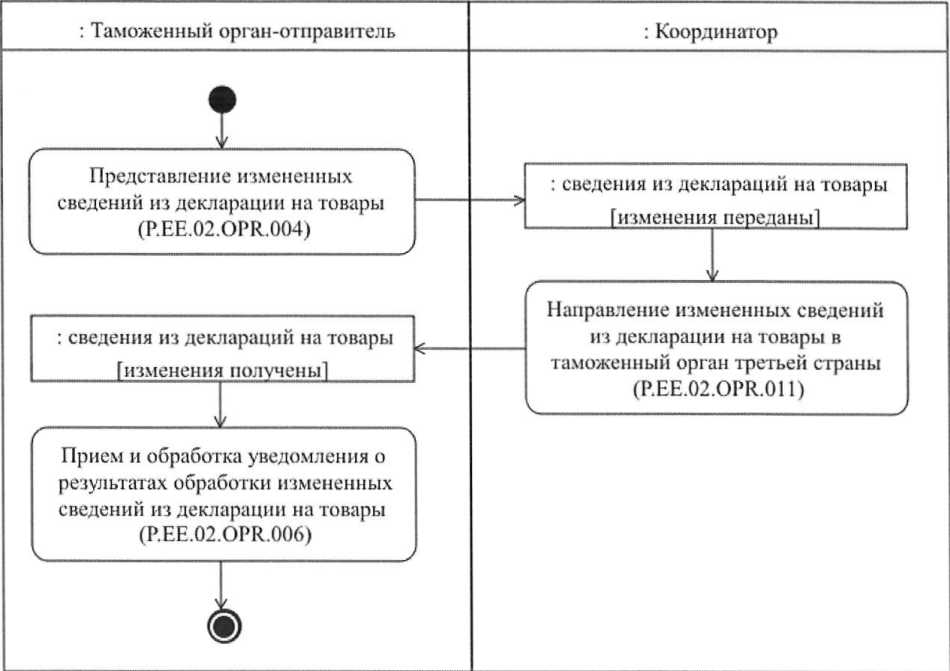 : Таможенный орган-отправитель
: Координатор
Представление измененных
сведений из декларации на товары
(P.EE.02.OPR.004)
: сведения из деклараций на товары
[изменения переданы]
Направление измененных сведений
из декларации на товары в
таможенный орган третьей страны
(P.EE.02.OPR.011)
: сведения из деклараций на товары
[изменения получены]
Прием и обработка уведомления о
результатах обработки измененных
сведений из декларации на товары
(P.EE.02.OPR.006)